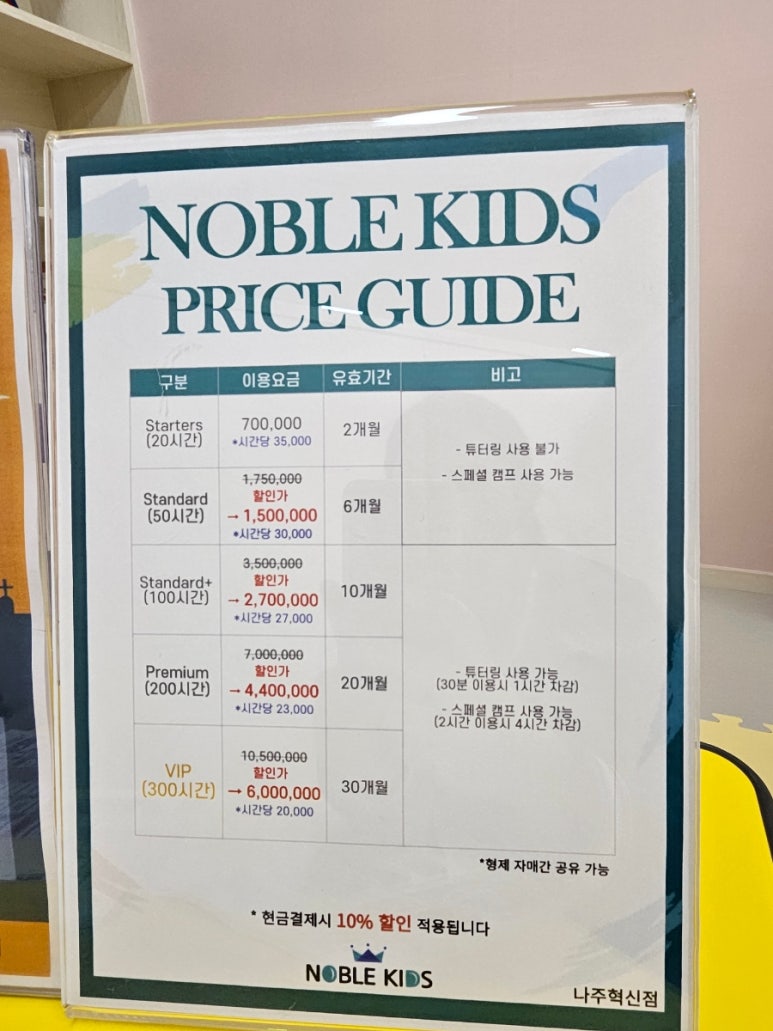 NOBLE KIDS
PRICE GUIDE
구분 이용요금 유효기간 비고
Starters
(20시간)
700,000
*시간당 35,000
2개월
- 튜터링 사용 불가
- 스페셜 캠프 사용 가능
Standard
(50시간)
1,750,000
할인가
→ 1,500,000
*시간당 30,000
6개월
Standard+
(100시간)
3,500,000
할인가
→ 2,700,000
*시간당 27,000
10개월
Premium
(200시간)
7,000,000
할인가
→ 4,400,000
*시간당 23,000
20개월
- 튜터링 사용 가능
(30분 이용시 1시간 차감)
- 스페셜 캠프 사용 가능
(2시간 이용시 4시간 차감)
VIP
(300시간)
10,500,000
할인가
→ 6,000,000
*시간당 20,000
30개월
*형제 자매간 공유 가능
* 현금결제시 10% 할인 적용됩니다
NOBLE KIDS
나주혁신점